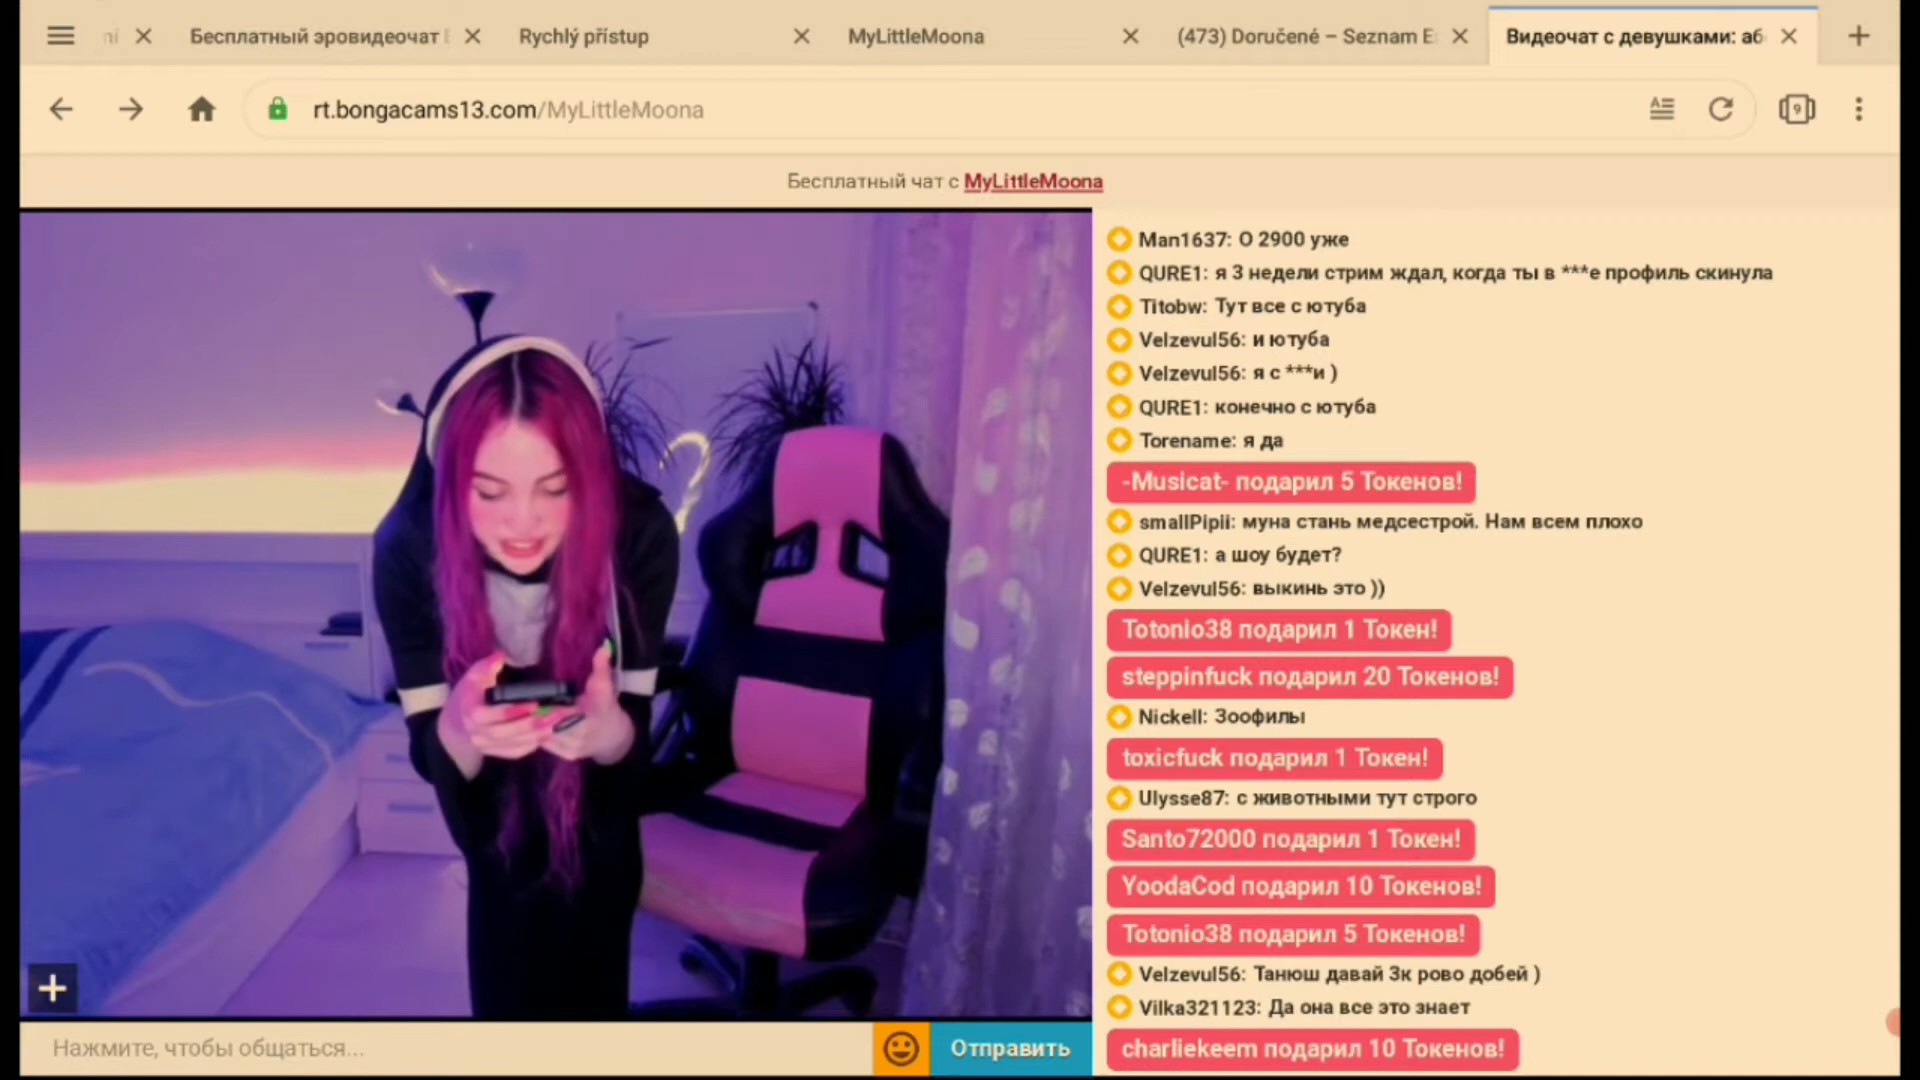 ní
Бесплатный эровидеочат
Rychlý přístup
MyLittleMoona
(473) Doručené – Seznam E
Видеочат с девушками: аб
rt.bongacams13.com/MyLittleMoona
9
Бесплатный чат с MyLittleMoona
Man1637: О 2900 уже
QURE1: я 3 недели стрим ждал, когда ты в ***е профиль скинула
Titobw: Тут все с ютуба
Velzevul56: и ютуба
Velzevul56: я с ***и )
QURE1: конечно с ютуба
Torename: я да
-Musicat- подарил 5 Токенов!
smallPipii: муна стань медсестрой. Нам всем плохо
QURE1: а шоу будет?
Velzevul56: выкинь это ))
Totonio38 подарил 1 Токен!
steppinfuck подарил 20 Токенов!
Nickell: Зоофилы
toxicfuck подарил 1 Токен!
Ulysse87: с животными тут строго
Santo72000 подарил 1 Токен!
YoodaCod подарил 10 Токенов!
Totonio38 подарил 5 Токенов!
Velzevul56: Танюш давай 3к рово добей )
Vilka321123: Да она все это знает
charliekeem подарил 10 Токенов!
Нажмите, чтобы общаться...
Отправить